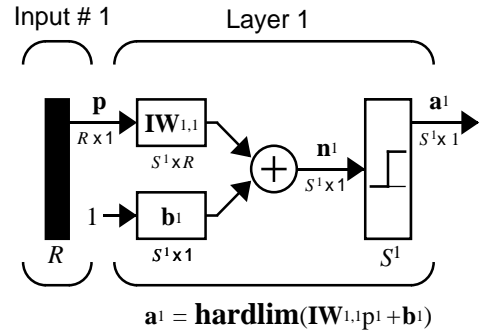 Input # 1 Layer 1
p a¹
R x 1 IW¹,¹ n¹ S¹ x 1
S¹ x R S¹ x 1
1 b¹
R S¹ x 1 S¹
a¹ = hardlim(IW¹,¹p¹+b¹)